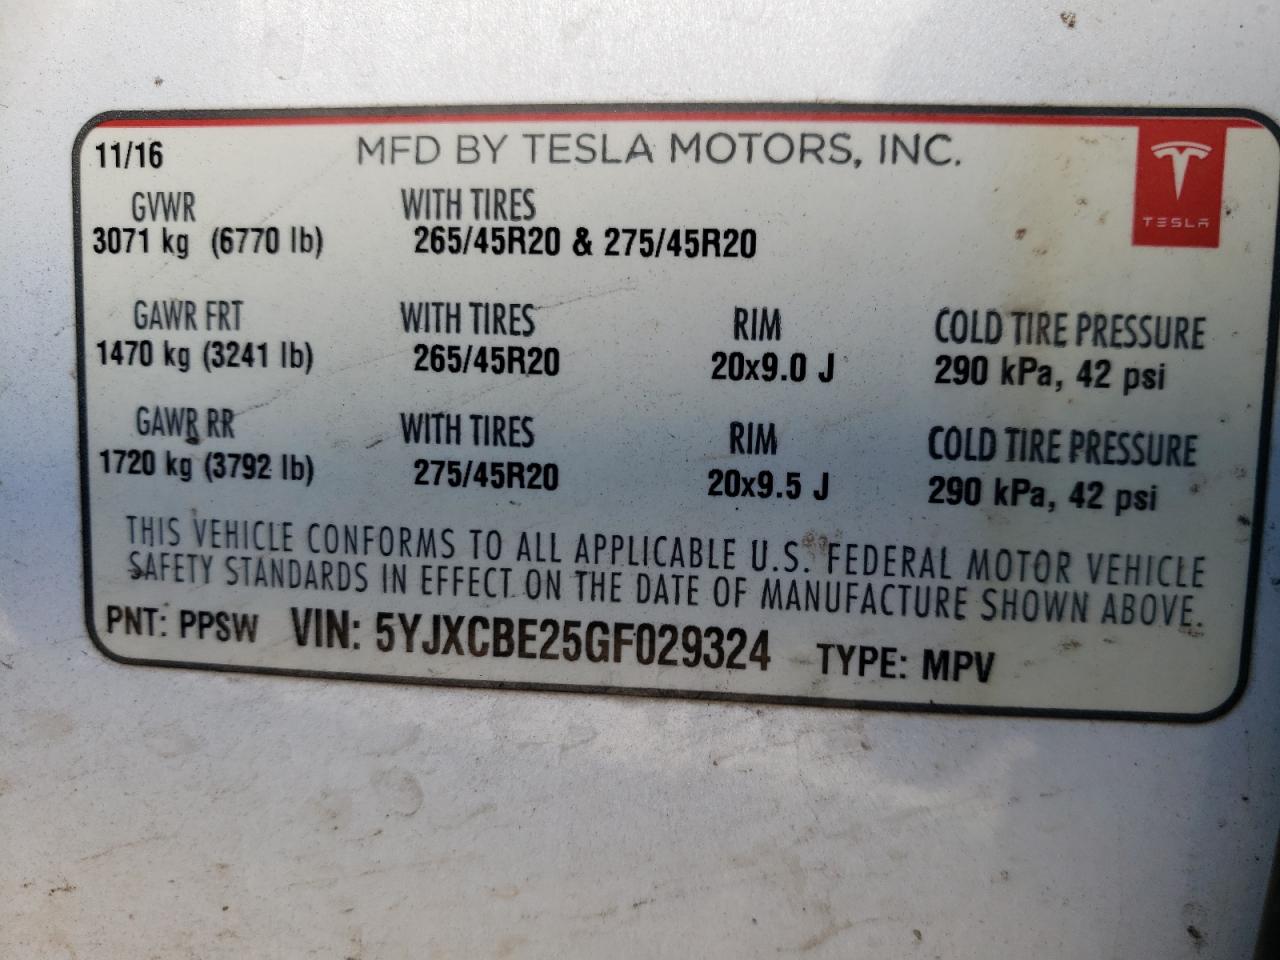 11/16 MFD BY TESLA MOTORS, INC.
TESLA
GVWR WITH TIRES
3071 kg (6770 lb) 265/45R20 & 275/45R20
GAWR FRT WITH TIRES RIM COLD TIRE PRESSURE
1470 kg (3241 lb) 265/45R20 20x9.0 J 290 kPa, 42 psi
GAWR RR WITH TIRES RIM COLD TIRE PRESSURE
1720 kg (3792 lb) 275/45R20 20x9.5 J 290 kPa, 42 psi
THIS VEHICLE CONFORMS TO ALL APPLICABLE U.S. FEDERAL MOTOR VEHICLE
SAFETY STANDARDS IN EFFECT ON THE DATE OF MANUFACTURE SHOWN ABOVE.
PNT: PPSW VIN: 5YJXCBE25GF029324 TYPE: MPV